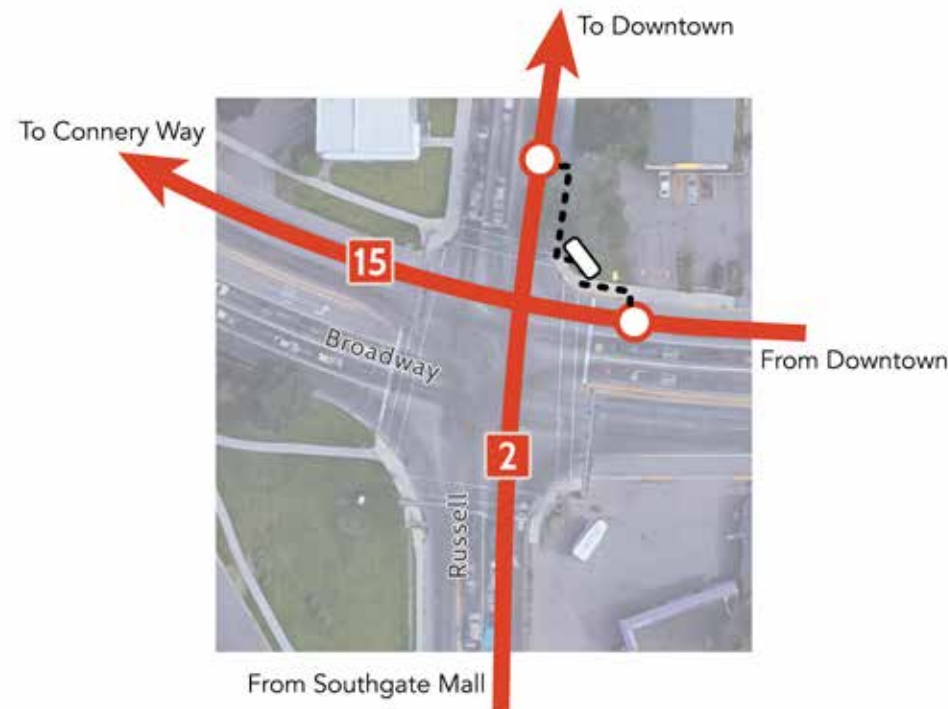 To Downtown
To Connery Way
15
Broadway
From Downtown
2
Russell
From Southgate Mall